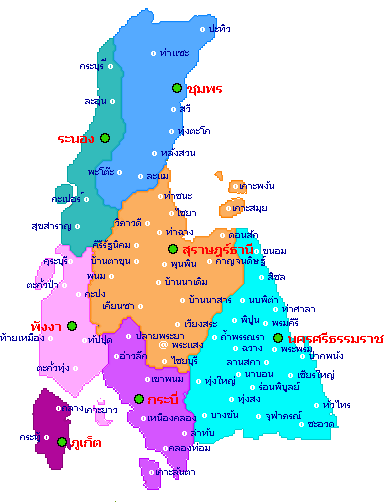 ปะทิว
ท่าแซะ
กระบุรี
ชุมพร
ละอุ่น
สวี
ทุ่งตะโก
ระนอง
หลังสวน
พะโต๊ะ
ละแม
เกาะพงัน
ท่าชนะ
กะเปอร์
เกาะสมุย
ไชยา
สุขสำราญ
วิภาวดี
ท่าฉาง
ดอนสัก
คีรีรัฐนิคม
สุราษฎร์ธานี
ขนอม
คุระบุรี
บ้านตาขุน
พุนพิน
กาญจนดิษฐ์
พนม
สิชล
ตะกั่วป่า
บ้านนาเดิม
กะปง
บ้านนาสาร
นบพิตำ
เคียนซา
ท่าศาลา
พิปูน
พังงา
เวียงสระ
พรหมคีรี
ท้ายเหมือง
ทับปุด
ปลายพระยา
ถ้ำพรรณรา
นครศรีธรรมราช
พระแสง
ฉวาง
พระพรหม
อ่าวลึก
ปากพนัง
ชัยบุรี
ลานสกา
ตะกั่วทุ่ง
นาบอน
เชียรใหญ่
เขาพนม
ทุ่งใหญ่
ร่อนพิบูลย์
กระบี่
ทุ่งสง
หัวไทร
ถลาง
เกาะยาว
เหนือคลอง
บางขัน
จุฬาภรณ์
ชะอวด
กระทู้
ลำทับ
ภูเก็ต
คลองท่อม
เกาะลันตา